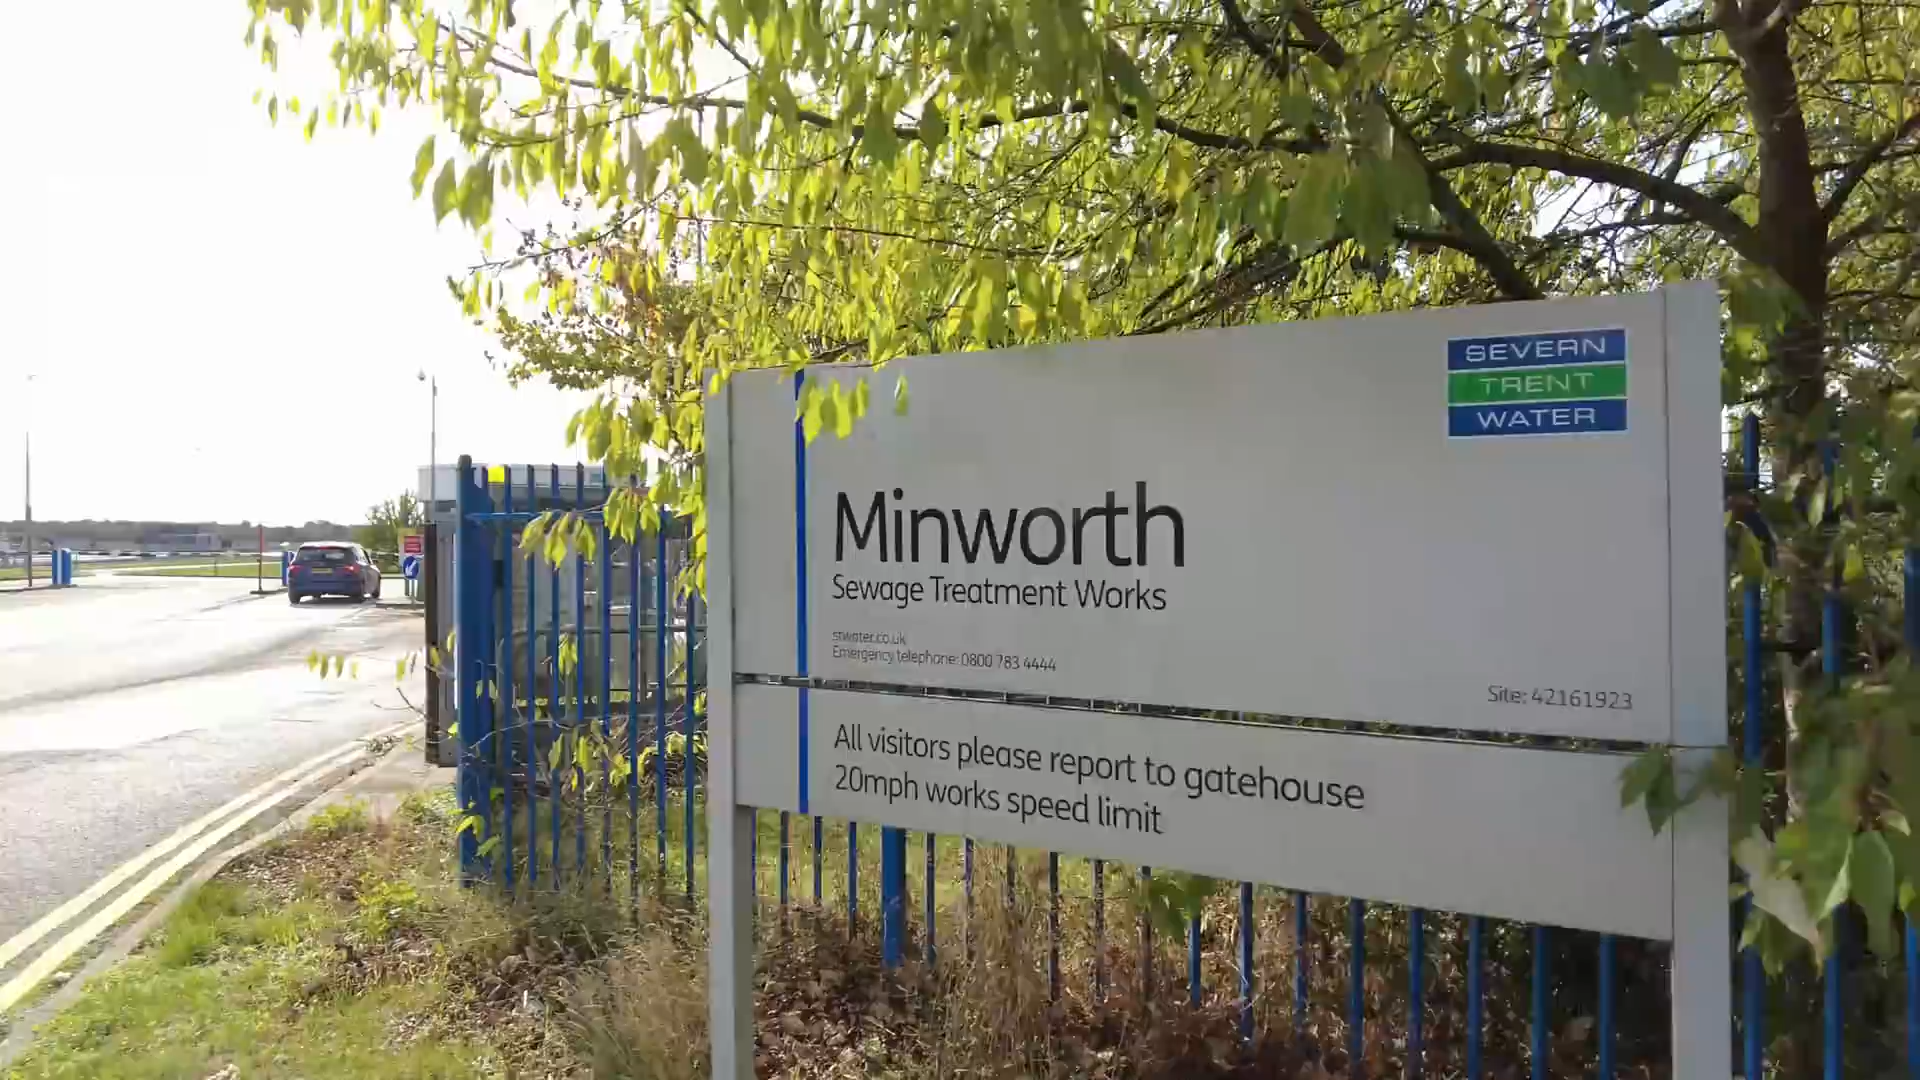 SEVERN
TRENT
WATER
Minworth
Sewage Treatment Works
stwater.co.uk
Emergency telephone: 0800 783 4444
Site: 42161923
All visitors please report to gatehouse
20mph works speed limit